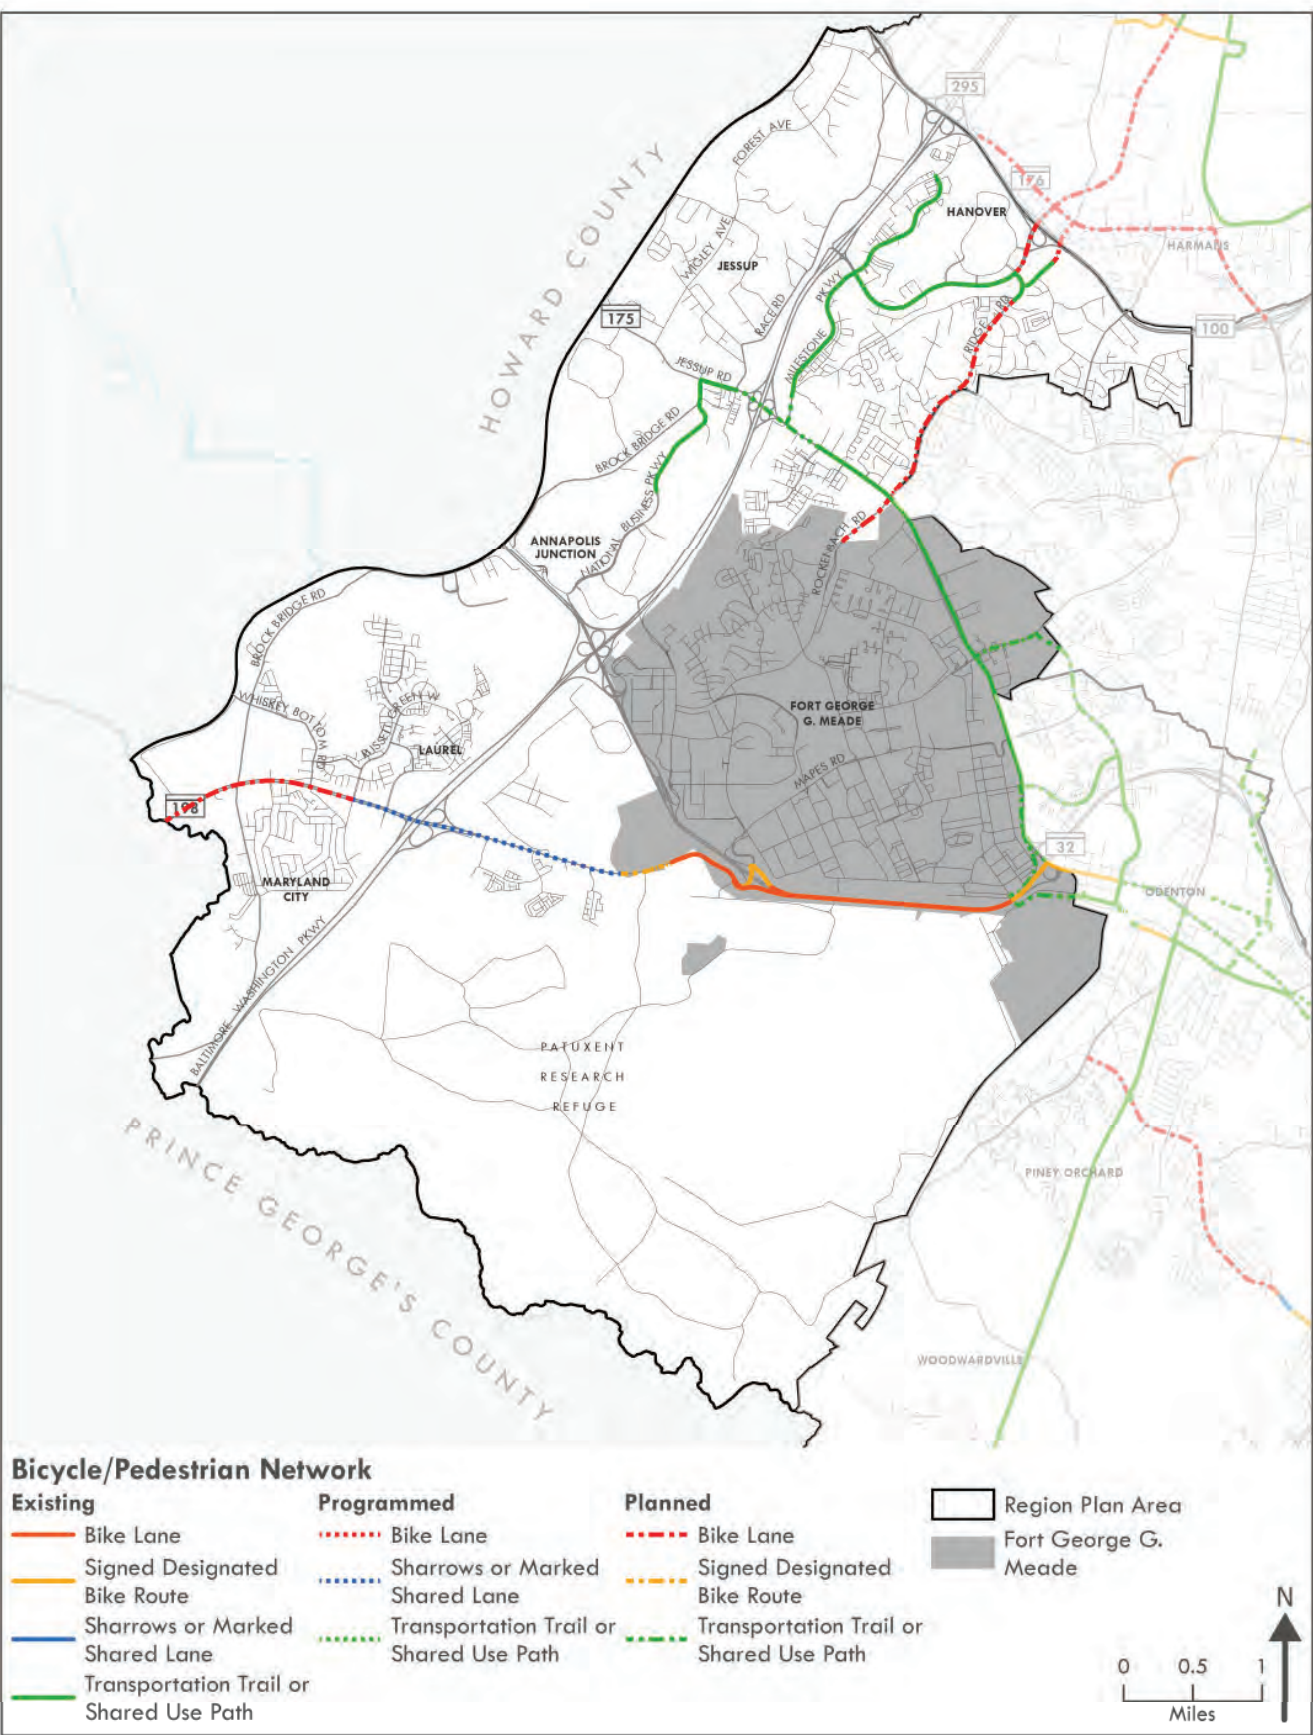 295
FOREST AVE
HOWARD COUNTY
176
HANOVER
HARMANS
WIGLEY AVE
JESSUP
PKWY
RACE RD
175
100
RIDGE RD
MILESTONE
JESSUP RD
BROCK BRIDGE RD
NATIONAL BUSINESS PKWY
ROCKENBACH RD
ANNAPOLIS
JUNCTION
BROCK BRIDGE RD
WHISKEY BOTTOM RD
RUSSETT GREEN W
LAUREL
FORT GEORGE
G. MEADE
MAPES RD
198
32
MARYLAND
CITY
ODENTON
BALTIMORE WASHINGTON PKWY
PATUXENT
RESEARCH
REFUGE
PRINCE GEORGE'S COUNTY
PINEY ORCHARD
WOODWARDVILLE
Bicycle/Pedestrian Network
Existing
Bike Lane
Signed Designated
Bike Route
Sharrows or Marked
Shared Lane
Transportation Trail or
Shared Use Path
Programmed
Bike Lane
Sharrows or Marked
Shared Lane
Transportation Trail or
Shared Use Path
Planned
Bike Lane
Signed Designated
Bike Route
Transportation Trail or
Shared Use Path
Region Plan Area
Fort George G.
Meade
N
0 0.5 1
Miles